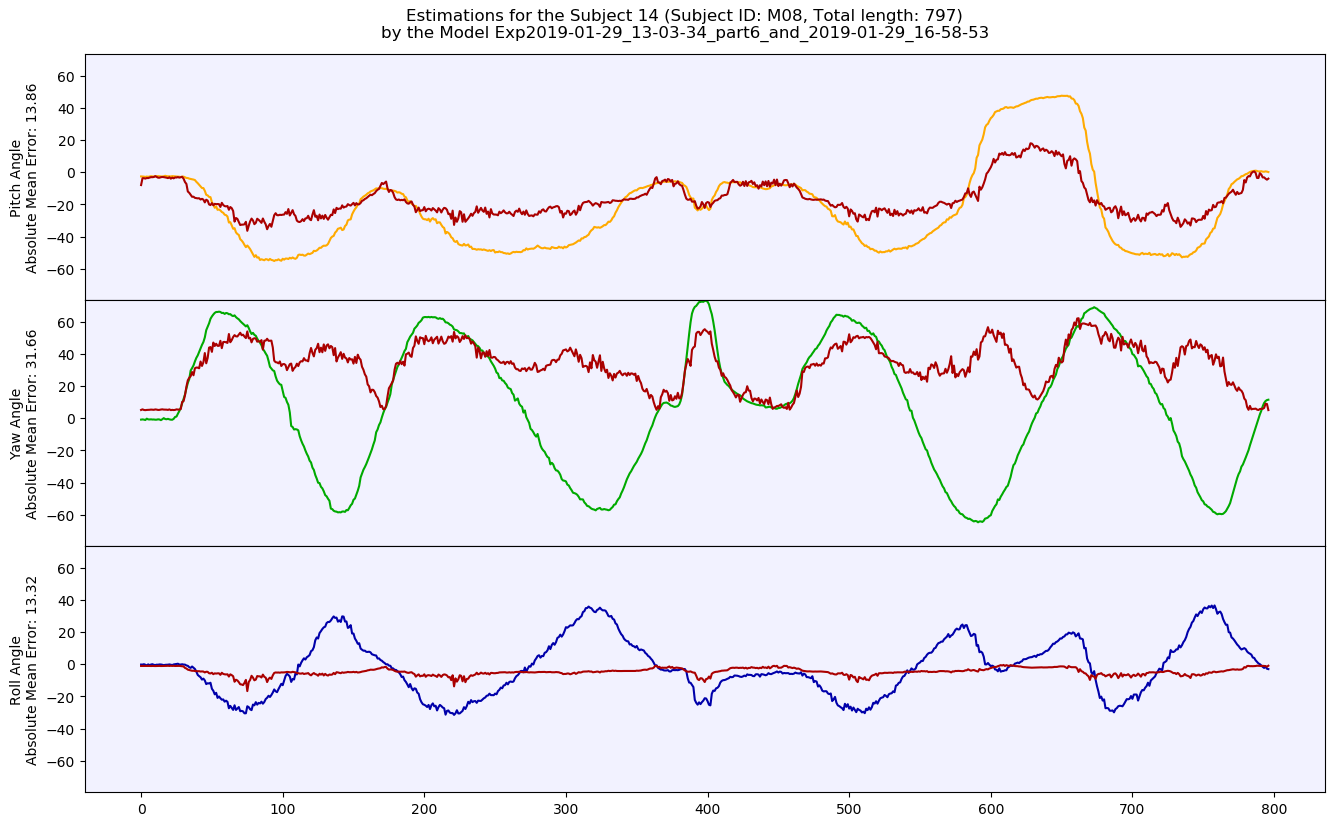 Estimations for the Subject 14 (Subject ID: M08, Total length: 797)
by the Model Exp2019-01-29_13-03-34_part6_and_2019-01-29_16-58-53
Pitch Angle
Absolute Mean Error: 13.86
60
40
20
0
−20
−40
−60
Yaw Angle
Absolute Mean Error: 31.66
60
40
20
0
−20
−40
−60
Roll Angle
Absolute Mean Error: 13.32
60
40
20
0
−20
−40
−60
0 100 200 300 400 500 600 700 800